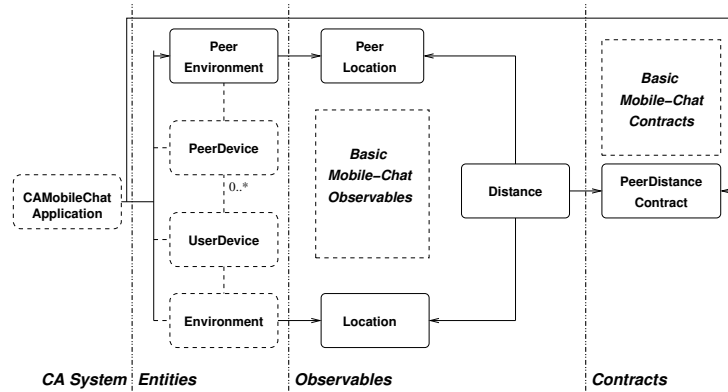 Peer
Environment
Peer
Location
Basic
Mobile−Chat
Contracts
PeerDevice
Basic
Mobile−Chat
Observables
0..*
CAMobileChat
Application
Distance
PeerDistance
Contract
UserDevice
Environment
Location
CA System
Entities
Observables
Contracts